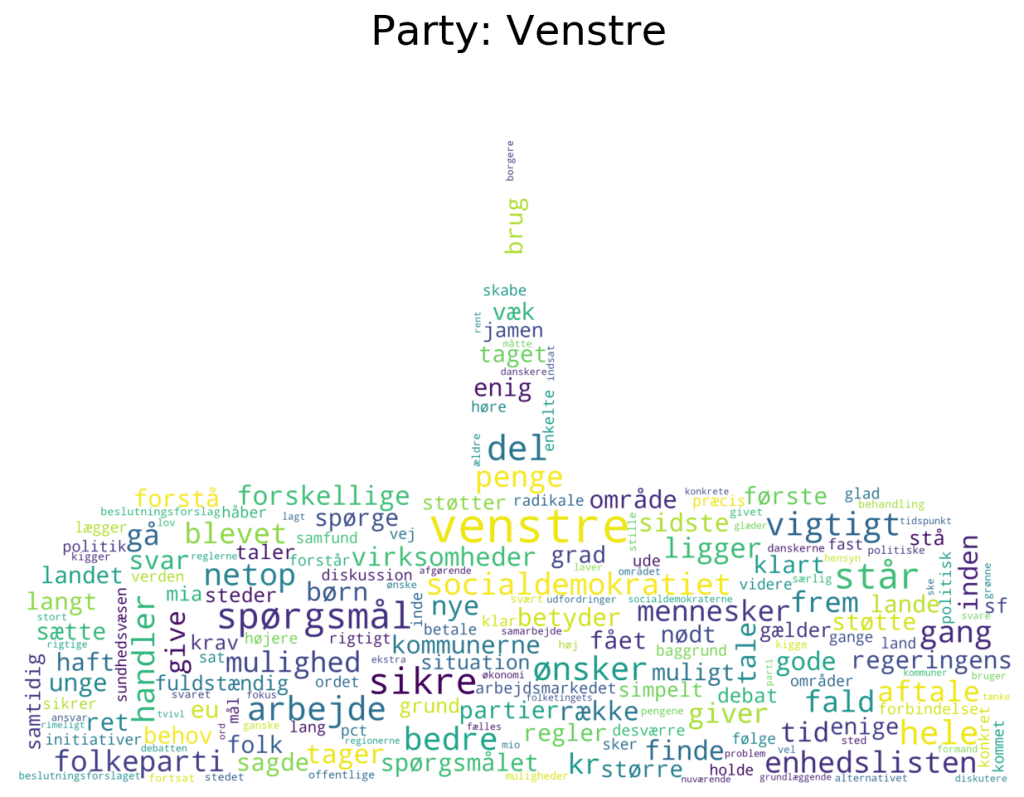 Party: Venstre
borgere
brug
skabe
væk
rent
jamen
måtte
taget
indsat
danskere
enig
enkelte
høre
del
ældre
penge
forstå
forskellige
støtter
radikale
område
konkrete
præcis
første
glad
behandling
beslutningsforslag
håber
lagt
spørge
venstre
stille
sidste
givet
glæder
vigtigt
tidspunkt
lægger
gå
lov
blevet
samfund
vej
politik
kigger
svar
reglerne
taler
forstår
virksomheder
grad
ude
ligger
danskerne
fast
politiske
stå
klart
hensyn
landet
verden
netop
diskussion
afgørende
laver
området
socialdemokratiet
videre
særlig
står
politisk
inden
ske
grønne
langt
stort
sundhedsvæsen
handler
mia
steder
børn
inde
nye
svært
udfordringer
socialdemokraterne
mennesker
frem
lande
sf
svare
sætte
rigtige
give
spørgsmål
klar
betyder
betale
samarbejde
tale
gælder
støtte
gang
krav
højere
rigtigt
kommunerne
høj
fået
nødt
gange
land
samtidig
haft
sat
mulighed
ekstra
situation
økonomi
ønsker
baggrund
muligt
kigge
parti
gode
regeringens
unge
fuldstændig
ordet
sikre
arbejdsmarkedet
simpelt
debat
områder
kommuner
bruger
sikrer
svaret
fokus
folketingets
fald
aftale
tanke
ansvar
rimeligt
ret
tvivl
eu
mål
ord
arbejde
grund
partier
række
pengene
giver
forbindelse
konkret
initiativer
debatten
behov
ganske
lang
pct
regionerne
bedre
fælles
regler
desværre
tid
enige
hele
kommet
folkeparti
folk
tager
mio
sker
finde
følge
sted
formand
sagde
spørgsmålet
kr
større
problem
vel
enhedslisten
beslutningsforslaget
fortsat
stedet
offentlige
muligheder
nuværende
holde
grundlæggende
alternativet
diskutere
ønske